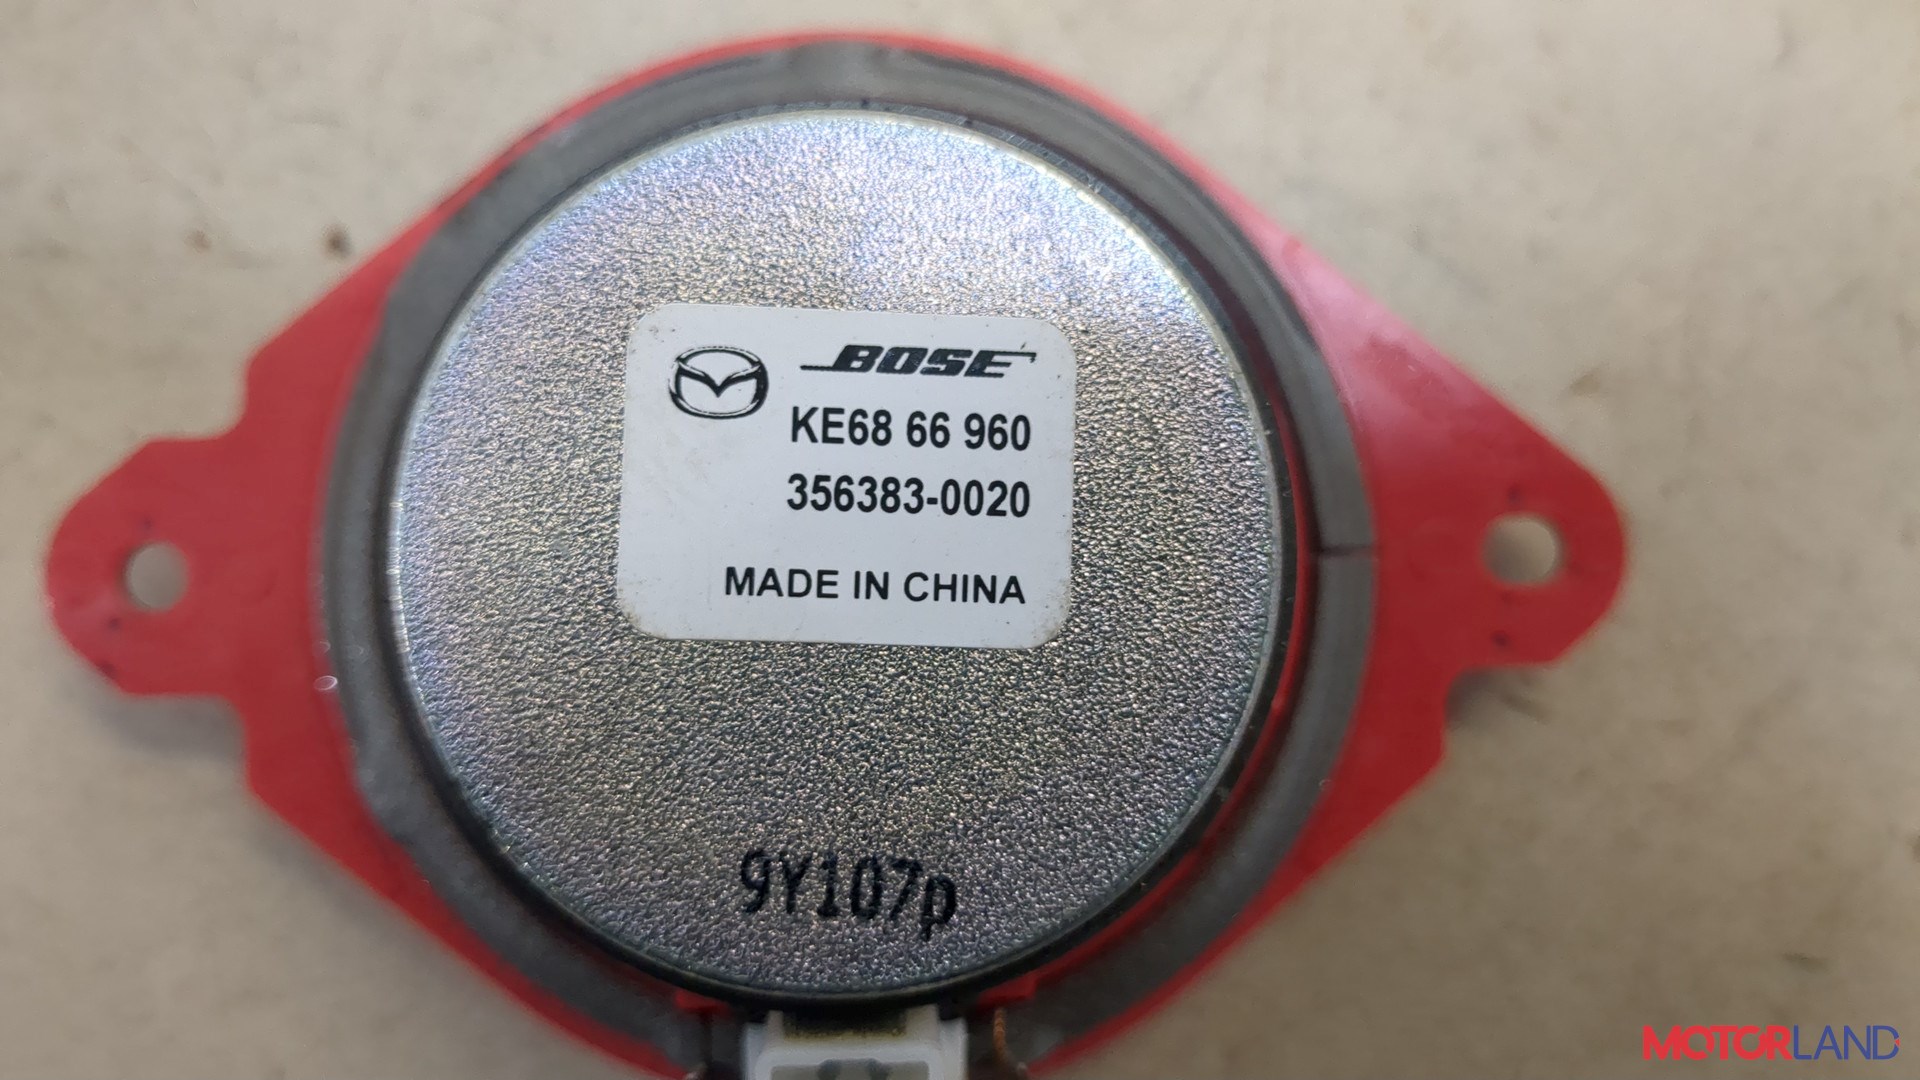 BOSE
KE68 66 960
356383-0020
MADE IN CHINA
9Y107p
MOTORLAND